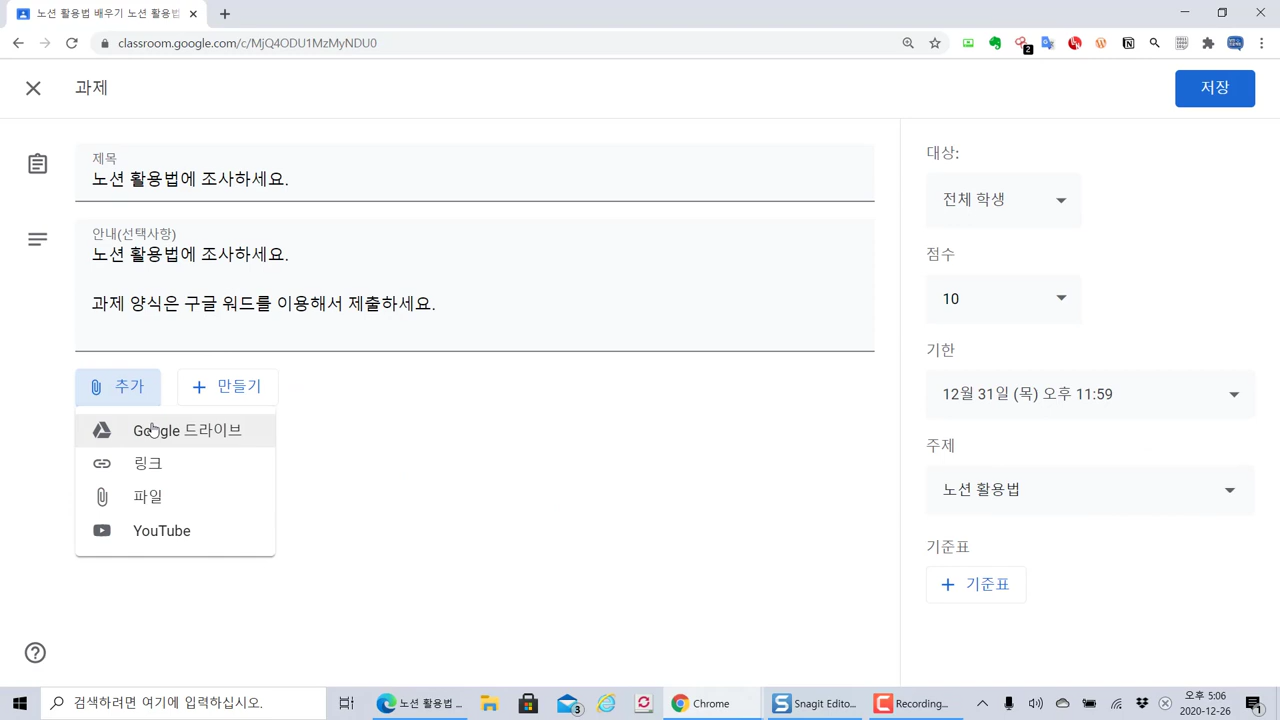 노션 활용법 배우기 노션 활용법
classroom.google.com/c/MjQ4ODU1MzMyNDU0
2
과제
저장
제목
노션 활용법에 조사하세요.
안내(선택사항)
노션 활용법에 조사하세요.
과제 양식은 구글 워드를 이용해서 제출하세요.
추가
만들기
Google 드라이브
링크
파일
YouTube
대상:
전체 학생
점수
10
기한
12월 31일 (목) 오후 11:59
주제
노션 활용법
기준표
기준표
검색하려면 여기에 입력하십시오.
노션 활용법 ...
3
Chrome
Snagit Edito...
Recording...
오후 5:06
2020-12-26
1